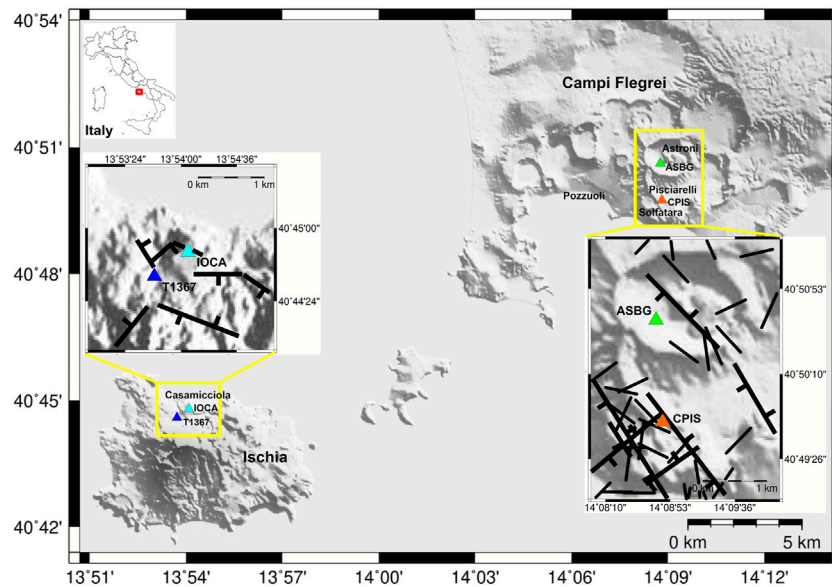 40°54'
40°51'
40°48'
40°45'
40°42'
13°51'
13°54'
13°57'
14°00'
14°03'
14°06'
14°09'
14°12'
Italy
Campi Flegrei
Astroni
ASBG
Pisciarelli
CPIS
Solfatara
Pozzuoli
13°53'24"
13°54'00"
13°54'36"
0 km
1 km
IOCA
T1367
40°45'00"
40°44'24"
Casamicciola
IOCA
T1367
Ischia
ASBG
CPIS
40°50'53"
40°50'10"
40°49'26"
0 km
1 km
14°08'10"
14°08'53"
14°09'36"
0 km
5 km